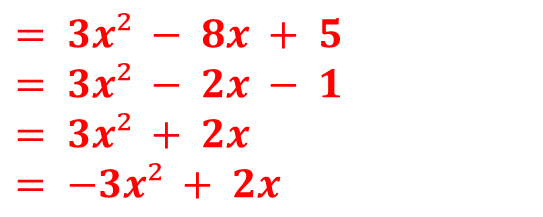 = 3x² − 8x + 5
= 3x² − 2x − 1
= 3x² + 2x
= −3x² + 2x